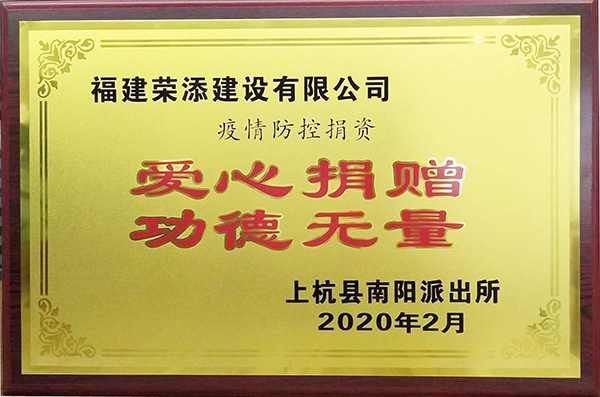 福建荣添建设有限公司
疫情防控捐资
爱心捐赠
功德无量
上杭县南阳派出所
2020年2月